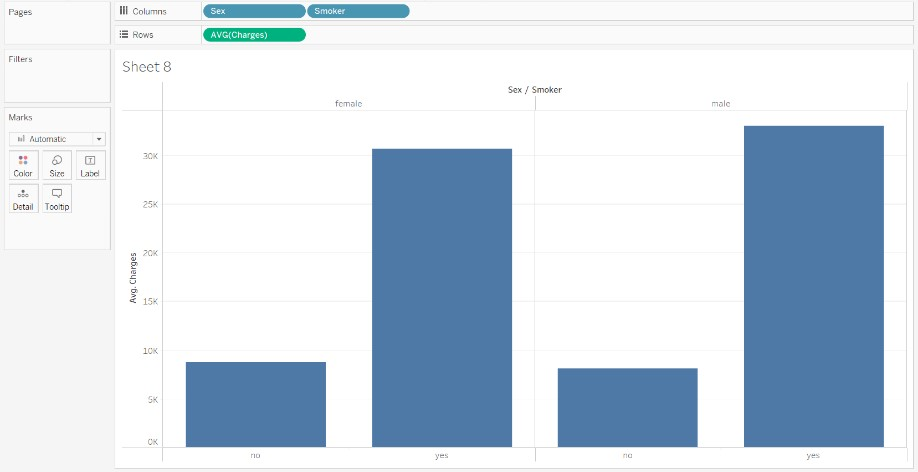 Pages
Columns
Sex
Smoker
Rows
AVG(Charges)
Filters
Marks
Automatic
Color
Size
Label
Detail
Tooltip
Sheet 8
Sex / Smoker
female
male
Avg. Charges
30K
25K
20K
15K
10K
5K
0K
no
yes
no
yes